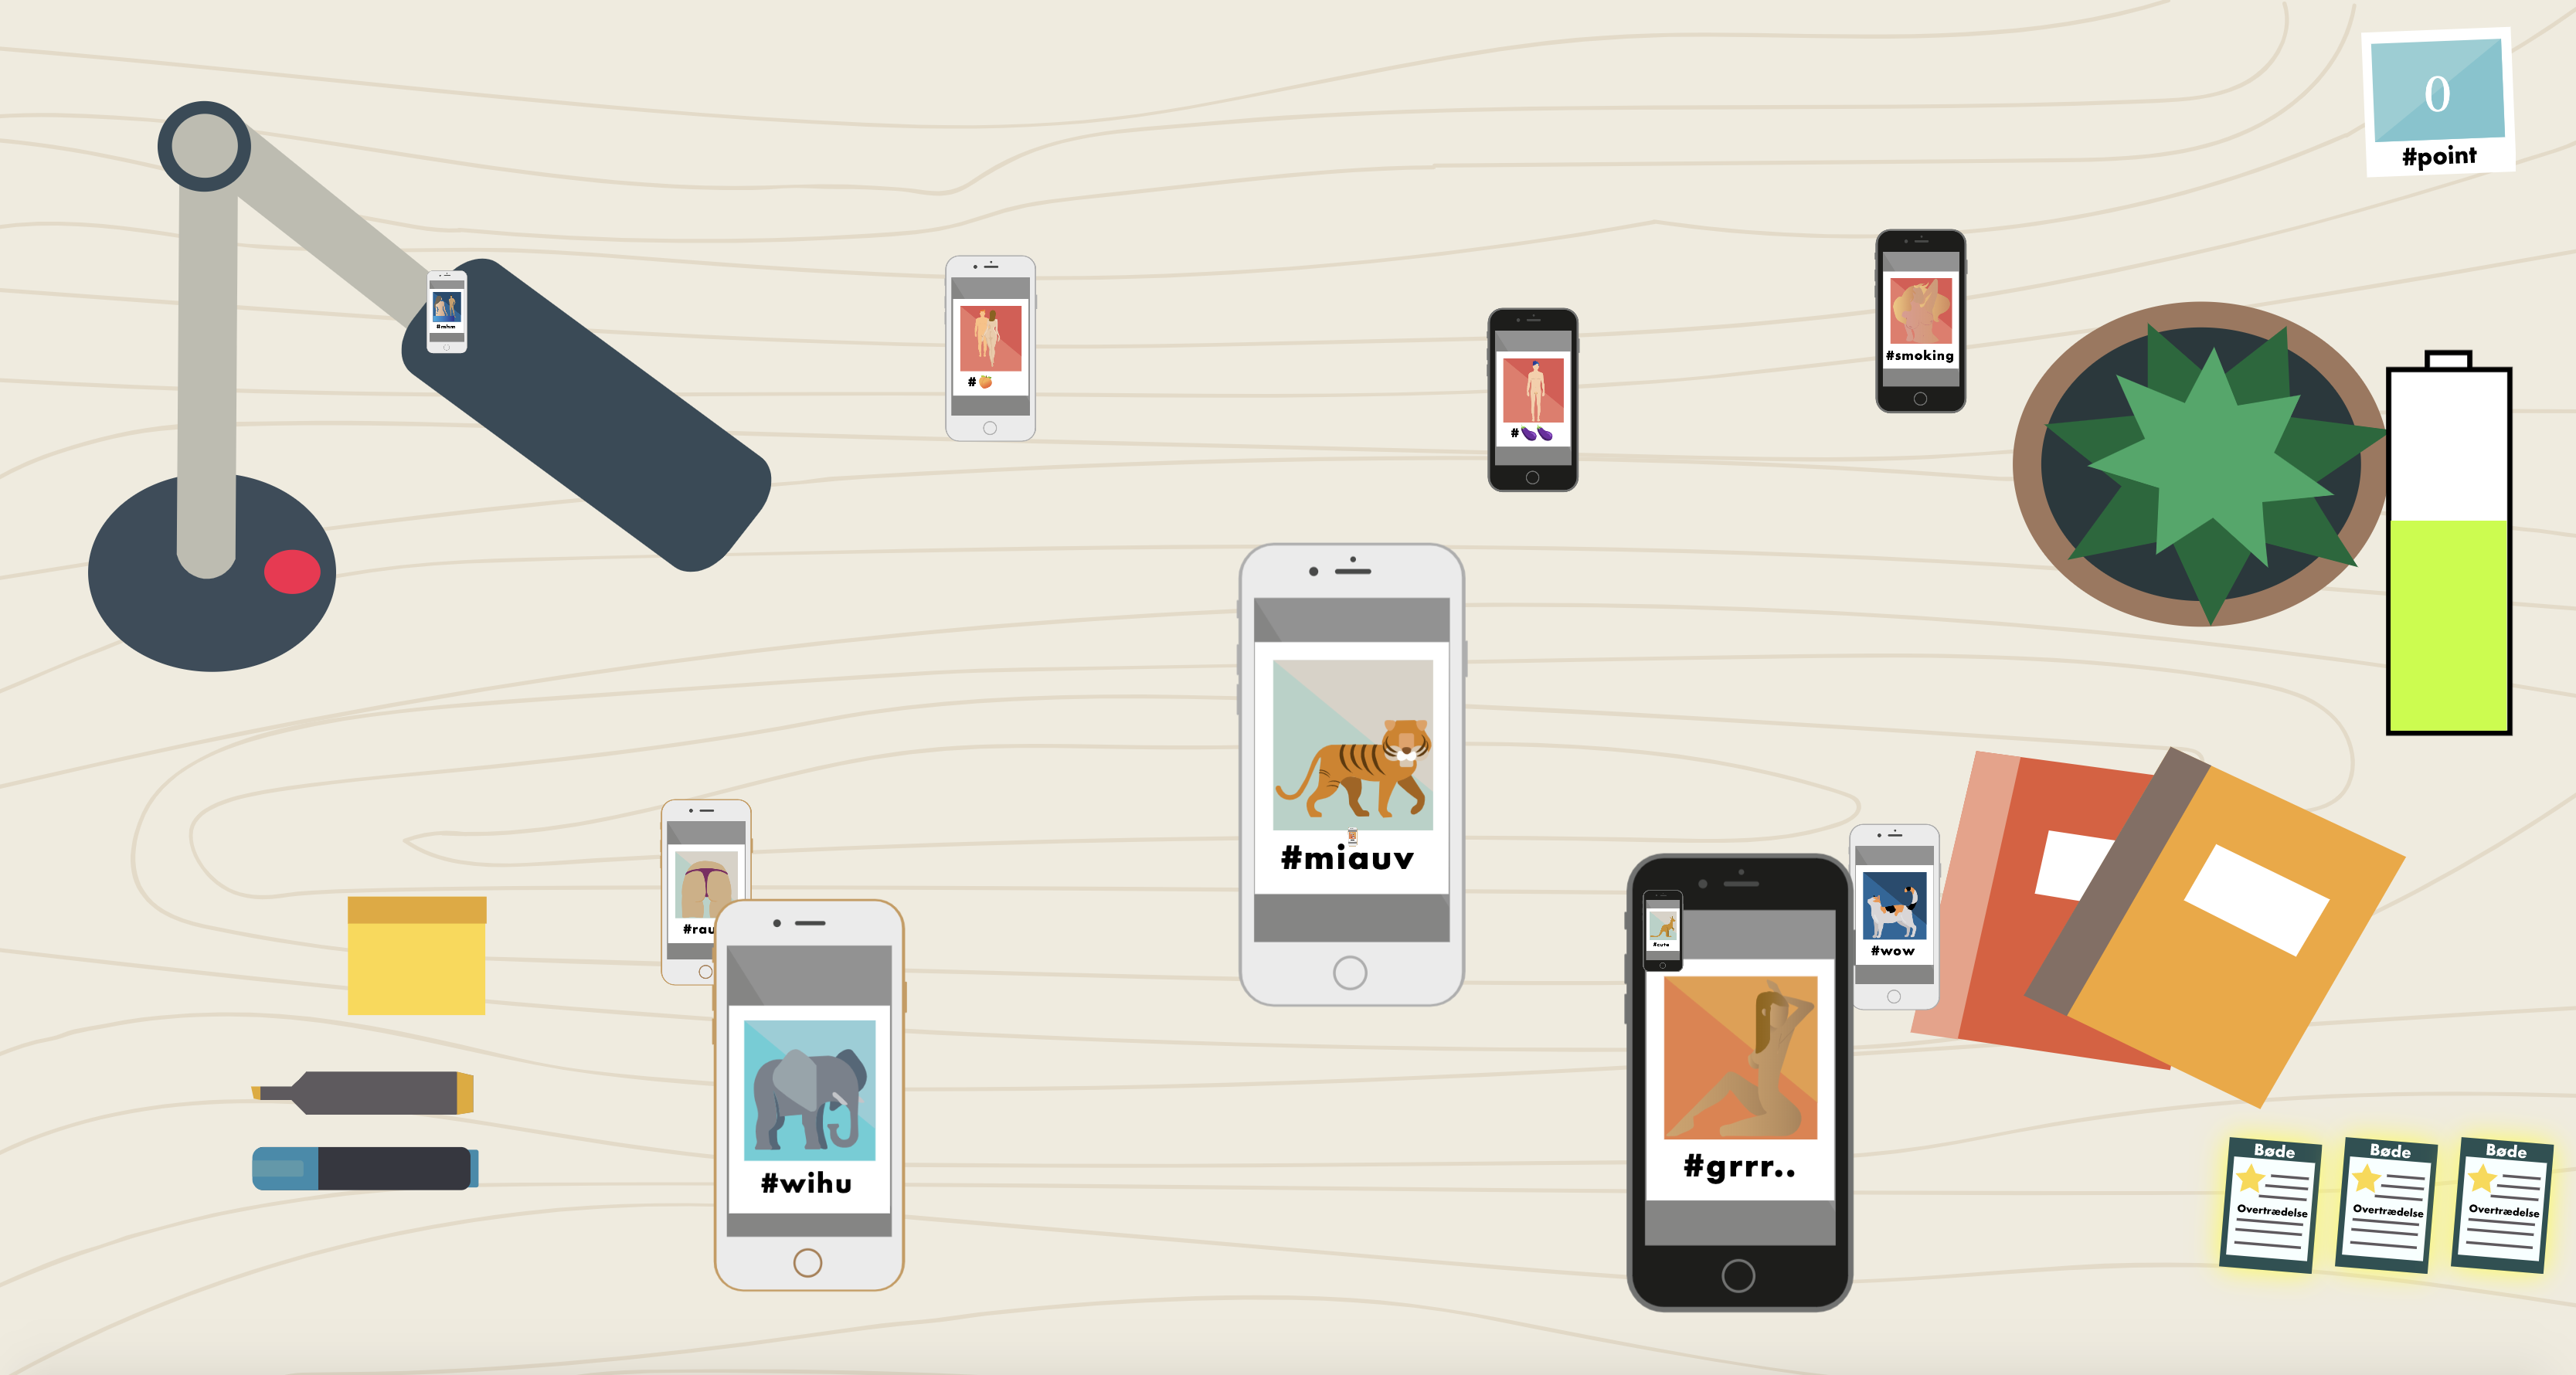 0
#point
#smoking
#🍑
#🍆🍆
#miauv
#wow
#grrr..
#wihu
Bøde
Overtrædelse
Bøde
Overtrædelse
Bøde
Overtrædelse